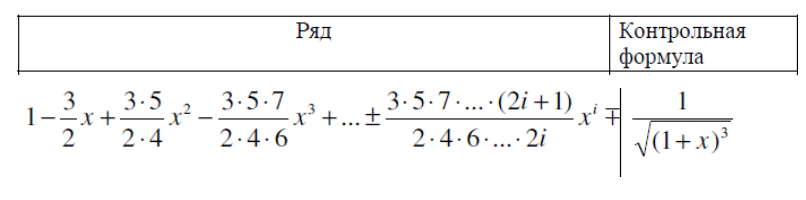 Ряд
Контрольная
формула
1 − 3/2 x + 3·5/2·4 x² − 3·5·7/2·4·6 x³ + ... ± 3·5·7·...·(2i+1)/2·4·6·...·2i xⁱ ∓
1/√(1+x)³